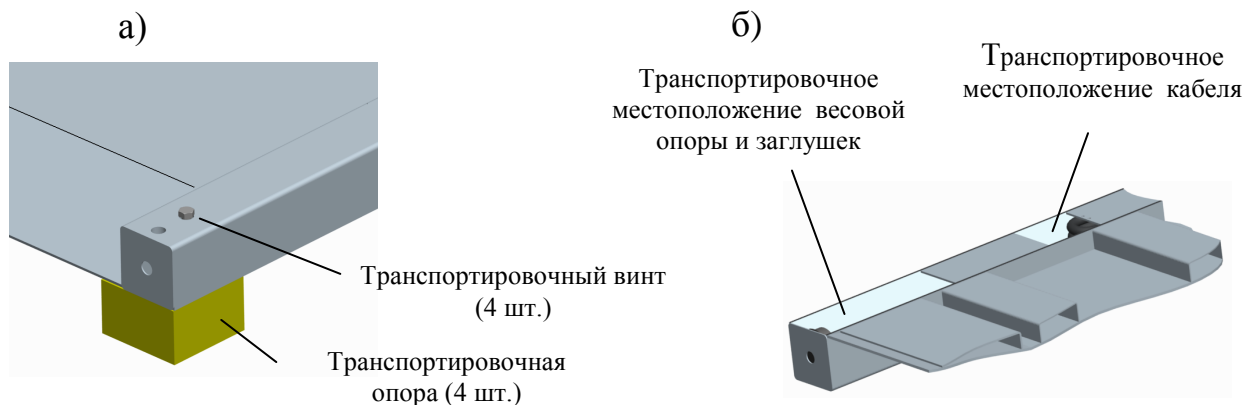 а)
Транспортировочный винт
(4 шт.)
Транспортировочная
опора (4 шт.)
б)
Транспортировочное
местоположение весовой
опоры и заглушек
Транспортировочное
местоположение кабеля